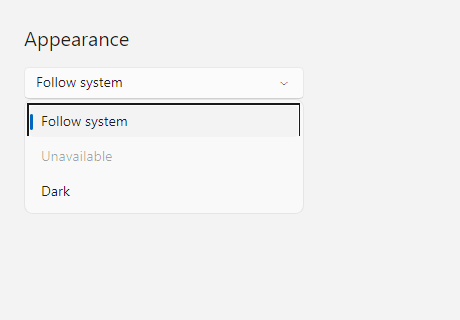 Appearance
Follow system
Follow system
Unavailable
Dark